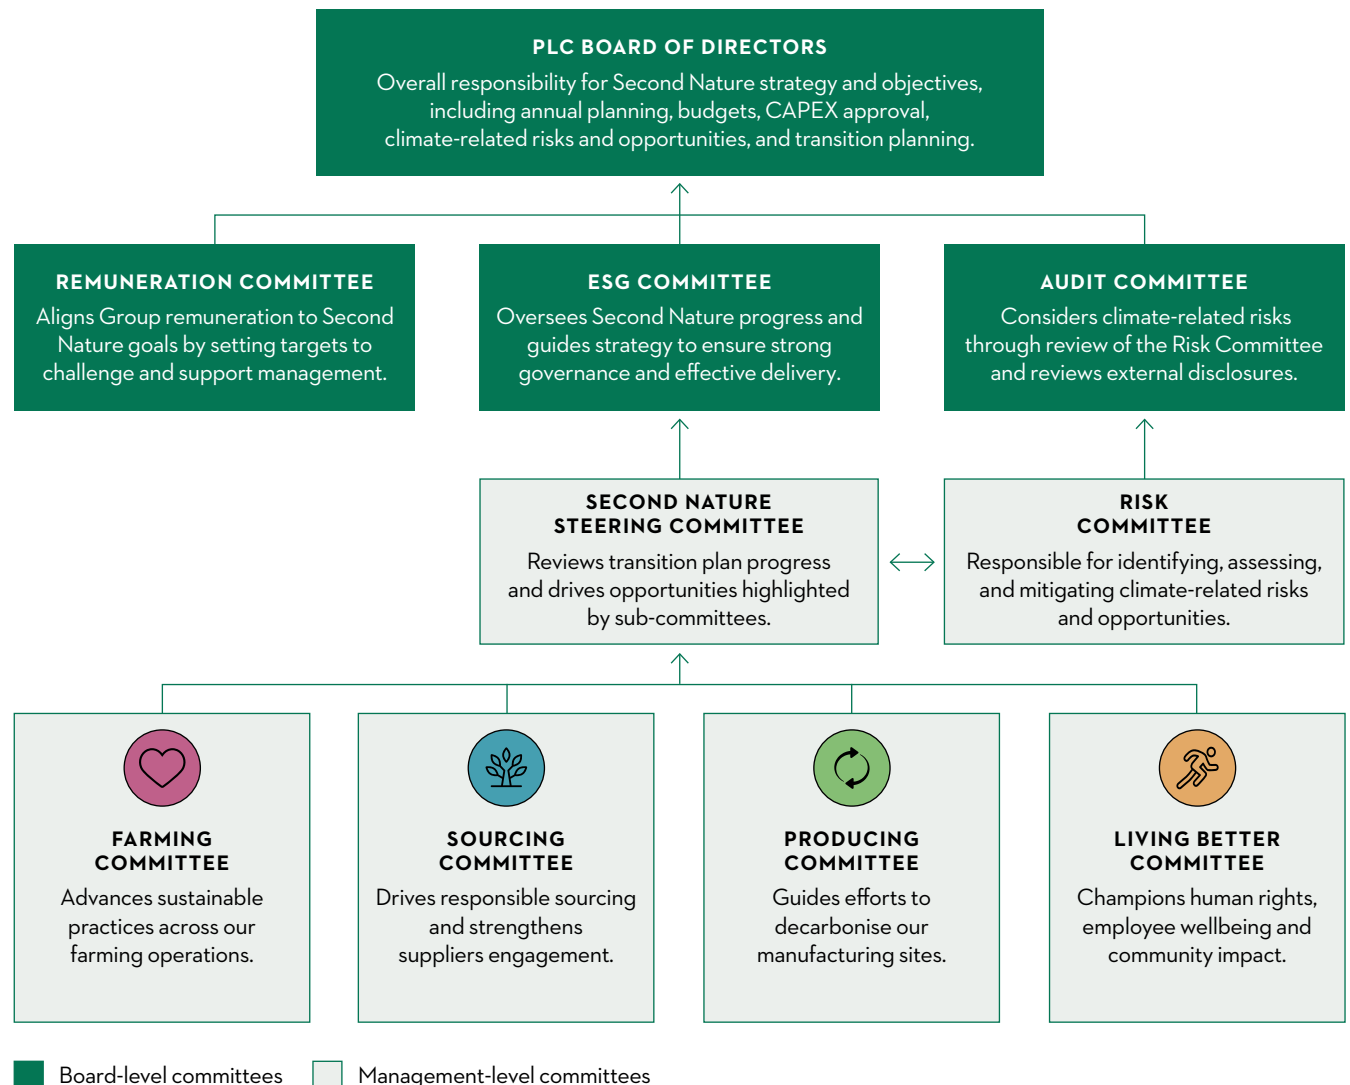 PLC BOARD OF DIRECTORS
Overall responsibility for Second Nature strategy and objectives,
including annual planning, budgets, CAPEX approval,
climate-related risks and opportunities, and transition planning.
REMUNERATION COMMITTEE
Aligns Group remuneration to Second
Nature goals by setting targets to
challenge and support management.
ESG COMMITTEE
Oversees Second Nature progress and
guides strategy to ensure strong
governance and effective delivery.
AUDIT COMMITTEE
Considers climate-related risks
through review of the Risk Committee
and reviews external disclosures.
SECOND NATURE
STEERING COMMITTEE
Reviews transition plan progress
and drives opportunities highlighted
by sub-committees.
RISK
COMMITTEE
Responsible for identifying, assessing,
and mitigating climate-related risks
and opportunities.
FARMING
COMMITTEE
Advances sustainable
practices across our
farming operations.
SOURCING
COMMITTEE
Drives responsible sourcing
and strengthens
suppliers engagement.
PRODUCING
COMMITTEE
Guides efforts to
decarbonise our
manufacturing sites.
LIVING BETTER
COMMITTEE
Champions human rights,
employee wellbeing and
community impact.
Board-level committees
Management-level committees